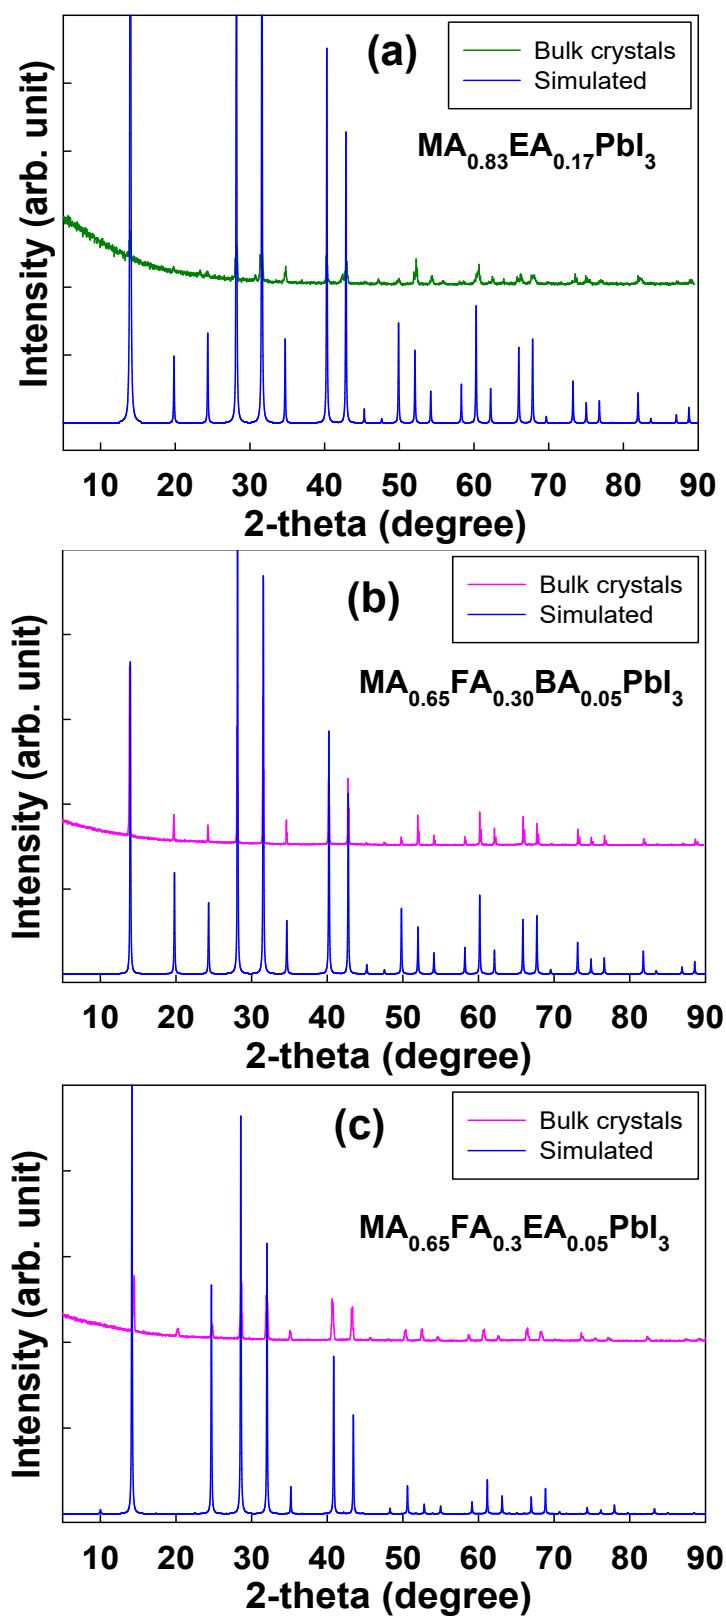 (a)
Bulk crystals
Simulated
MA0.83EA0.17PbI3
Intensity (arb. unit)
10 20 30 40 50 60 70 80 90
2-theta (degree)
(b)
Bulk crystals
Simulated
MA0.65FA0.30BA0.05PbI3
Intensity (arb. unit)
10 20 30 40 50 60 70 80 90
2-theta (degree)
(c)
Bulk crystals
Simulated
MA0.65FA0.3EA0.05PbI3
Intensity (arb. unit)
10 20 30 40 50 60 70 80 90
2-theta (degree)